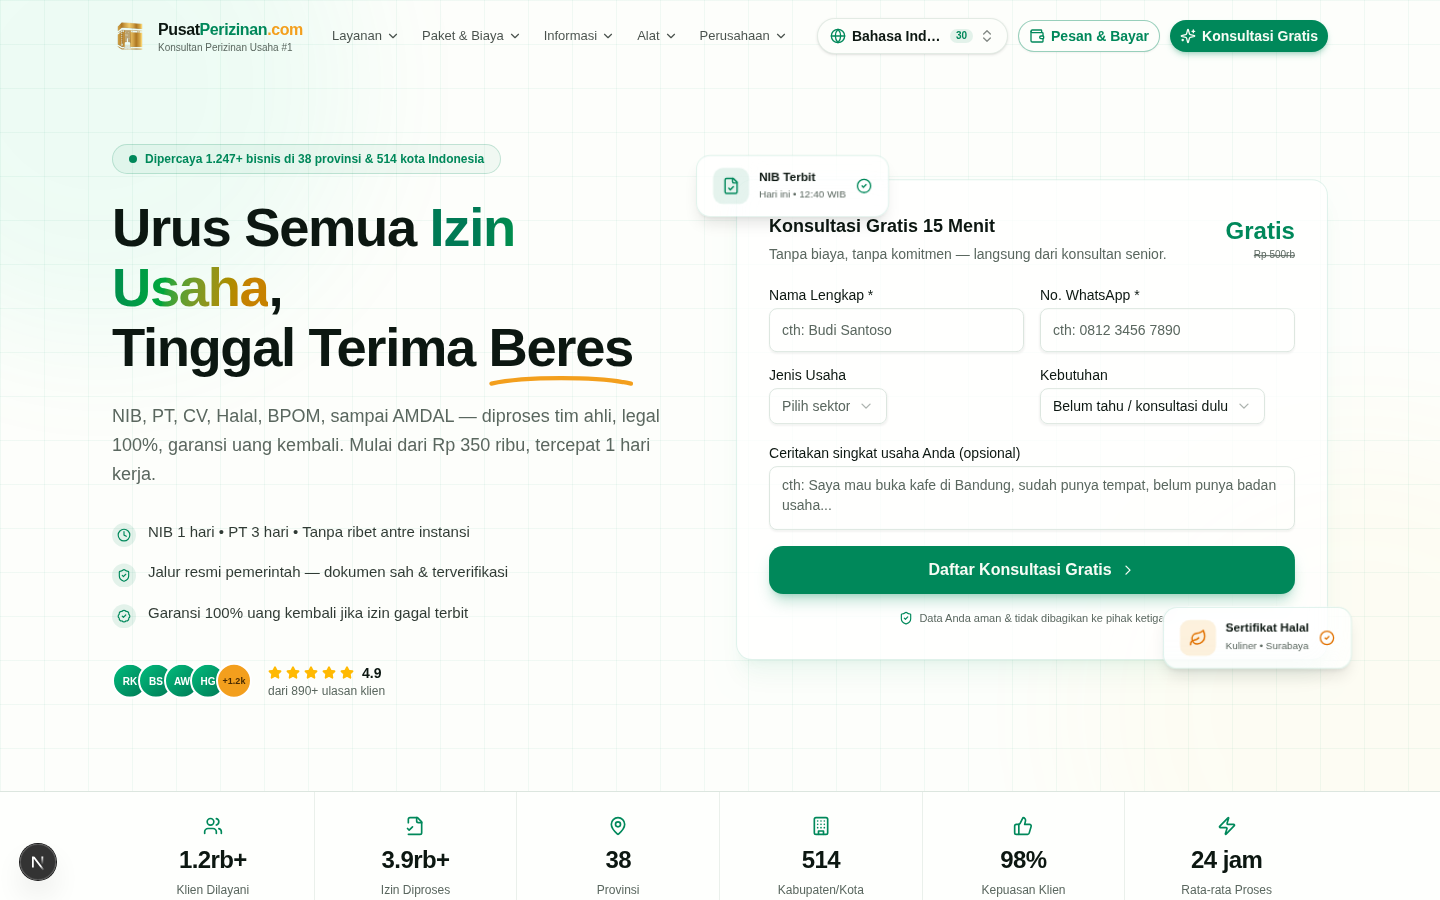 PusatPerizinan.com
Konsultan Perizinan Usaha #1
Layanan
Paket & Biaya
Informasi
Alat
Perusahaan
Bahasa Ind...
30
Pesan & Bayar
Konsultasi Gratis
Dipercaya 1.247+ bisnis di 38 provinsi & 514 kota Indonesia
Urus Semua Izin
Usaha,
Tinggal Terima Beres
NIB, PT, CV, Halal, BPOM, sampai AMDAL — diproses tim ahli, legal
100%, garansi uang kembali. Mulai dari Rp 350 ribu, tercepat 1 hari
kerja.
NIB 1 hari • PT 3 hari • Tanpa ribet antre instansi
Jalur resmi pemerintah — dokumen sah & terverifikasi
Garansi 100% uang kembali jika izin gagal terbit
RK
BS
AW
HG
+1.2k
4.9
dari 890+ ulasan klien
NIB Terbit
Hari ini • 12:40 WIB
Konsultasi Gratis 15 Menit
Tanpa biaya, tanpa komitmen — langsung dari konsultan senior.
Gratis
Rp 500rb
Nama Lengkap *
cth: Budi Santoso
No. WhatsApp *
cth: 0812 3456 7890
Jenis Usaha
Pilih sektor
Kebutuhan
Belum tahu / konsultasi dulu
Ceritakan singkat usaha Anda (opsional)
cth: Saya mau buka kafe di Bandung, sudah punya tempat, belum punya badan
usaha...
Daftar Konsultasi Gratis
Data Anda aman & tidak dibagikan ke pihak ketiga
Sertifikat Halal
Kuliner • Surabaya
1.2rb+
Klien Dilayani
3.9rb+
Izin Diproses
38
Provinsi
514
Kabupaten/Kota
98%
Kepuasan Klien
24 jam
Rata-rata Proses
N